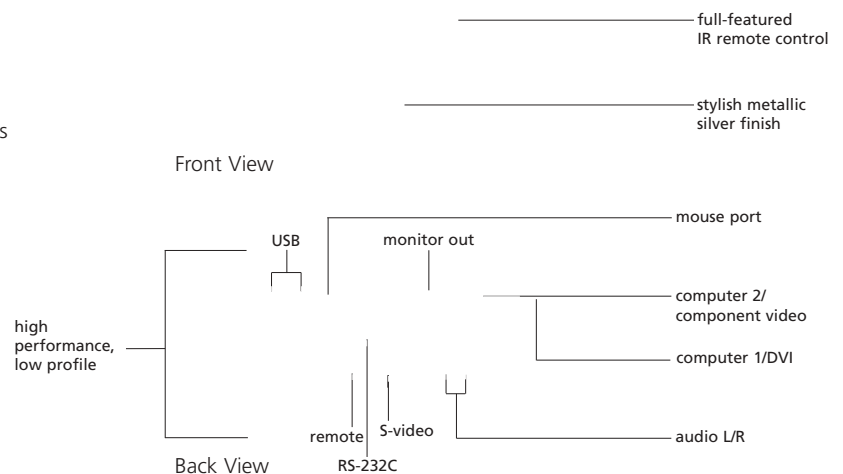 full-featured
IR remote control
stylish metallic
silver finish
s
Front View
mouse port
USB
monitor out
computer 2/
component video
high
performance,
low profile
computer 1/DVI
remote
S-video
audio L/R
RS-232C
Back View